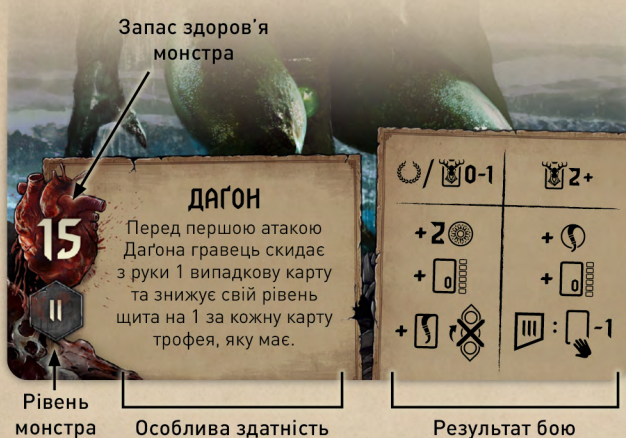 Запас здоров’я
монстра
15
II
ДАҐОН
Перед першою атакою
Даґона гравець скидає
з руки 1 випадкову карту
та знижує свій рівень
щита на 1 за кожну карту
трофея, яку має.
/ 0-1
2+
+2
+
+ 0
+ 0
+
III : -1
Рівень
монстра
Особлива здатність
Результат бою